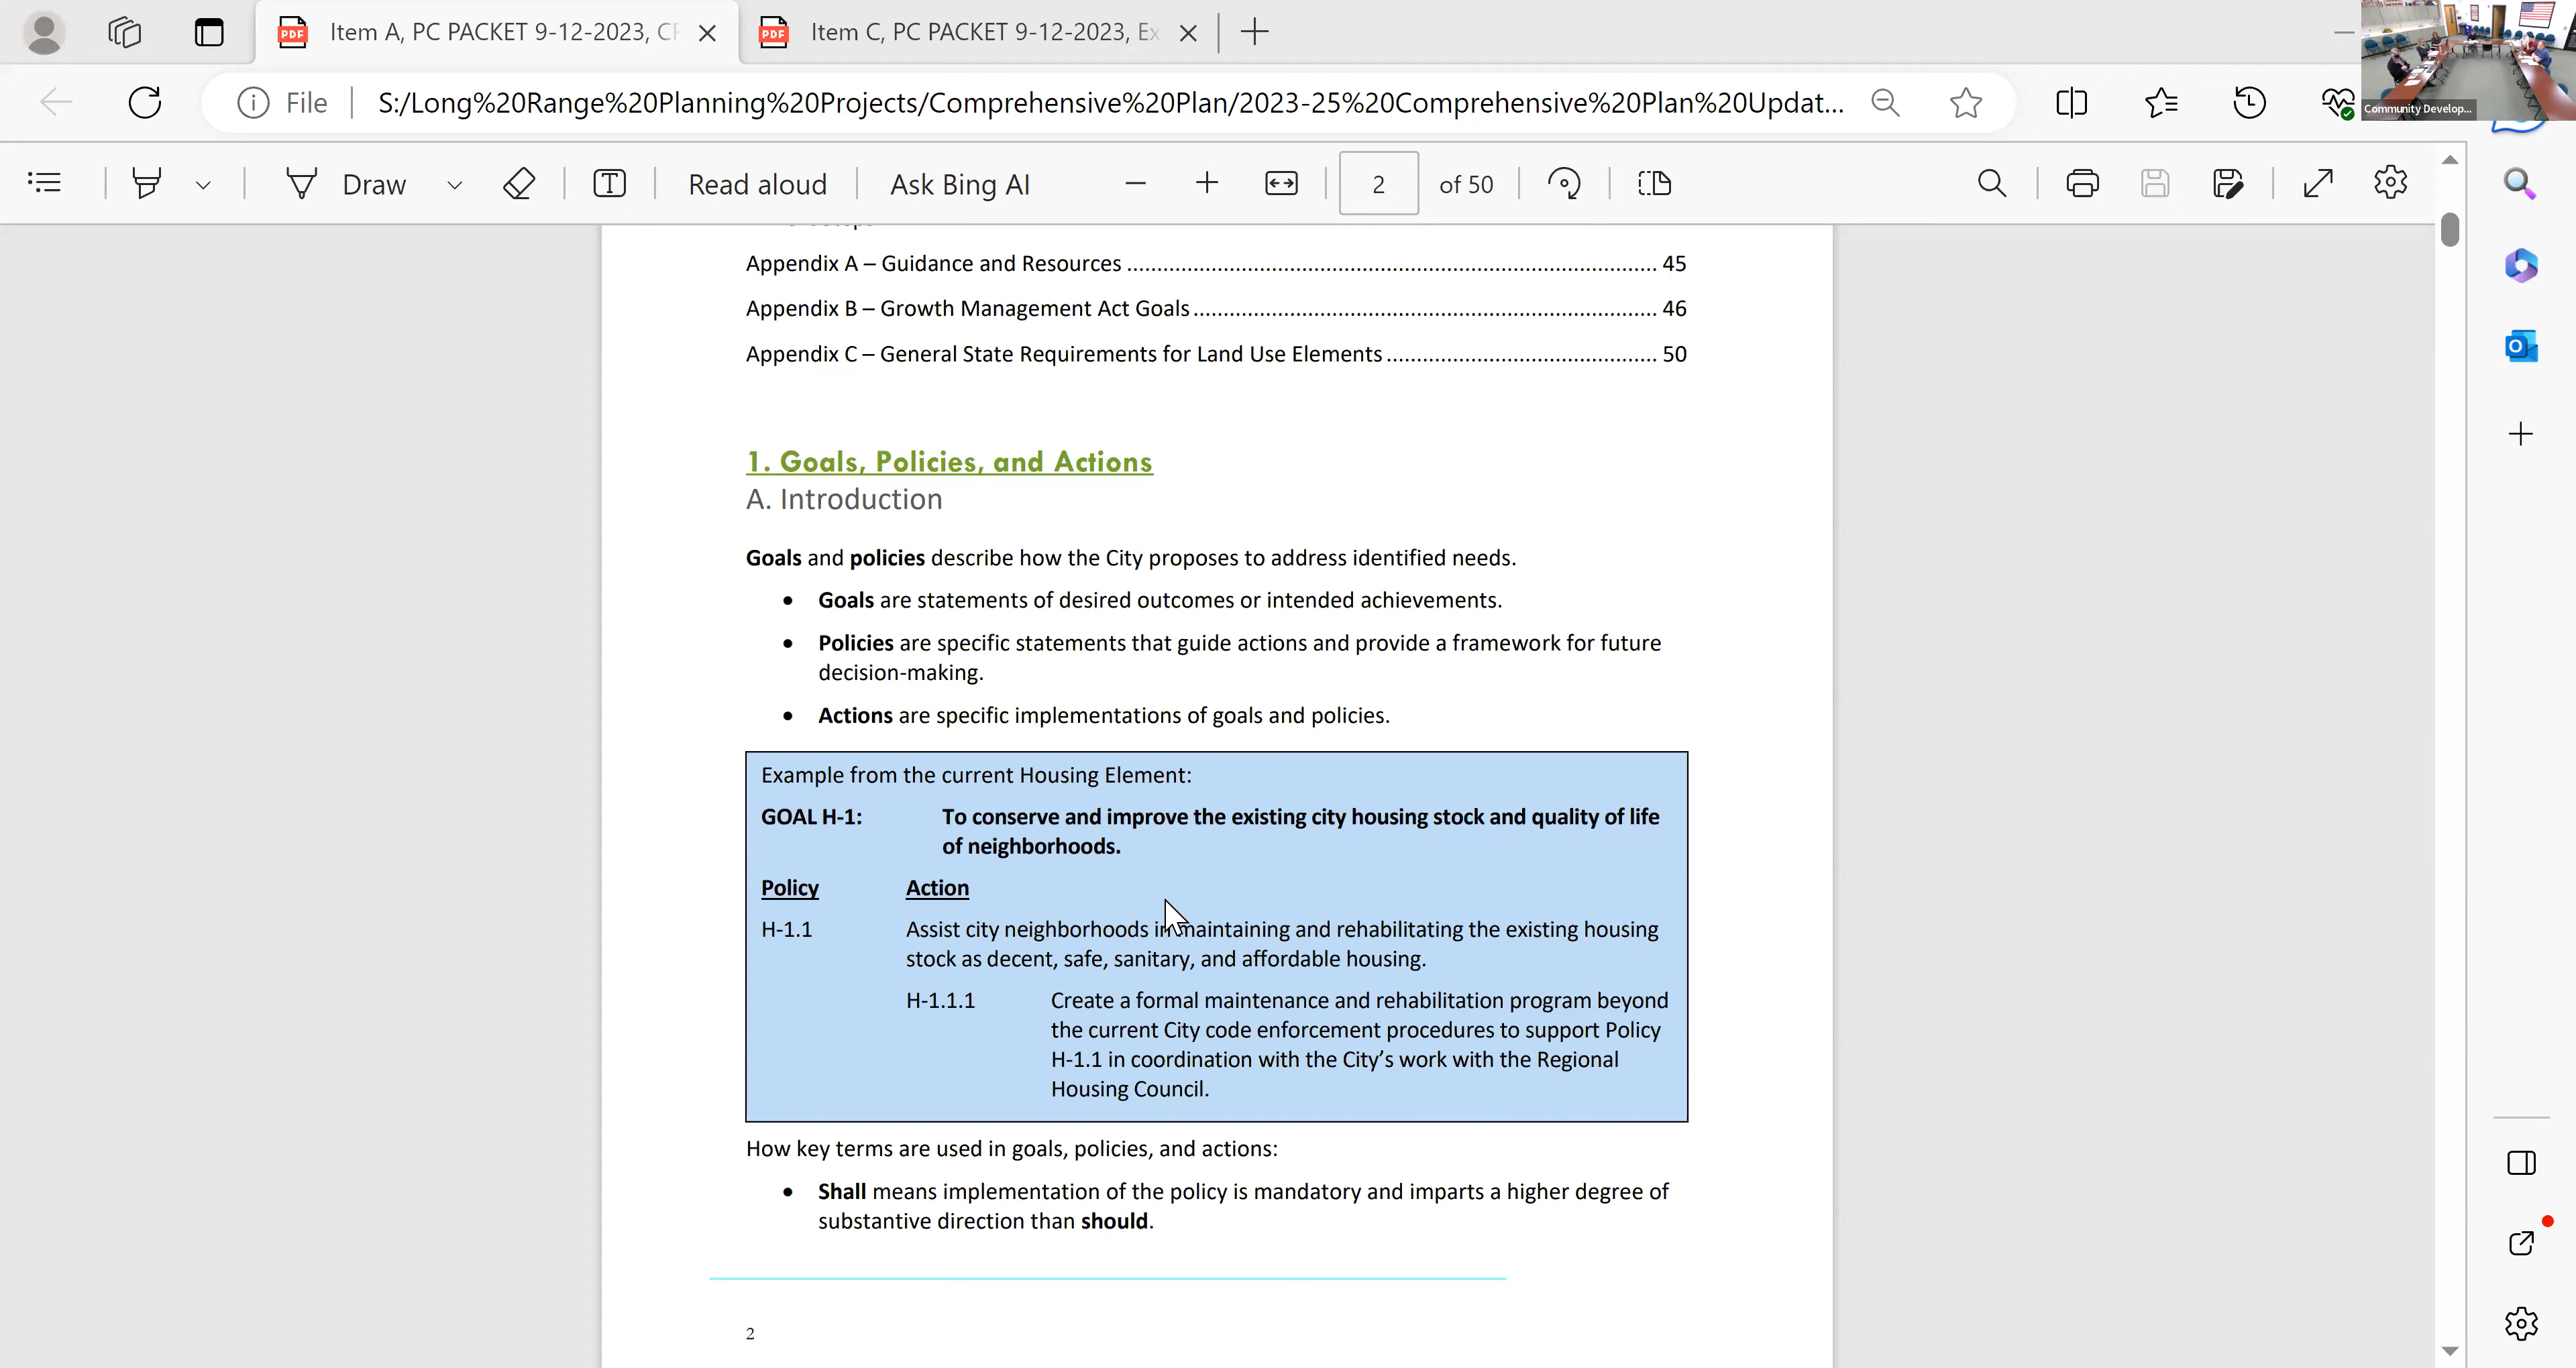 Item A, PC PACKET 9-12-2023, CF
Item C, PC PACKET 9-12-2023, Ex
File
S:/Long%20Range%20Planning%20Projects/Comprehensive%20Plan/2023-25%20Comprehensive%20Plan%20Updat...
Community Develop...
Draw
Read aloud
Ask Bing AI
2
of 50
Appendix A – Guidance and Resources 45
Appendix B – Growth Management Act Goals 46
Appendix C – General State Requirements for Land Use Elements 50
1. Goals, Policies, and Actions
A. Introduction
Goals and policies describe how the City proposes to address identified needs.
• Goals are statements of desired outcomes or intended achievements.
• Policies are specific statements that guide actions and provide a framework for future
decision-making.
• Actions are specific implementations of goals and policies.
Example from the current Housing Element:
GOAL H-1: To conserve and improve the existing city housing stock and quality of life
of neighborhoods.
Policy Action
H-1.1 Assist city neighborhoods in maintaining and rehabilitating the existing housing
stock as decent, safe, sanitary, and affordable housing.
H-1.1.1 Create a formal maintenance and rehabilitation program beyond
the current City code enforcement procedures to support Policy
H-1.1 in coordination with the City’s work with the Regional
Housing Council.
How key terms are used in goals, policies, and actions:
• Shall means implementation of the policy is mandatory and imparts a higher degree of
substantive direction than should.
2